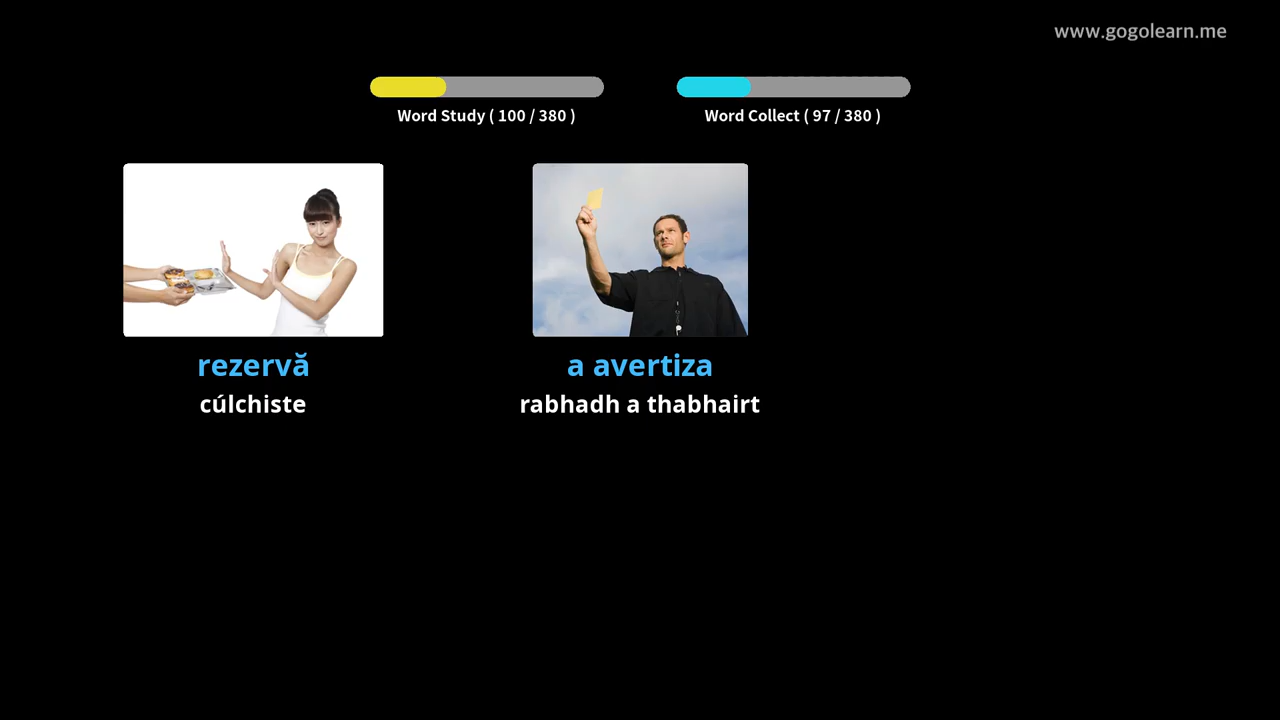 www.gogolearn.me
Word Study ( 100 / 380 )
Word Collect ( 97 / 380 )
rezervă
cúlchiste
a avertiza
rabhadh a thabhairt